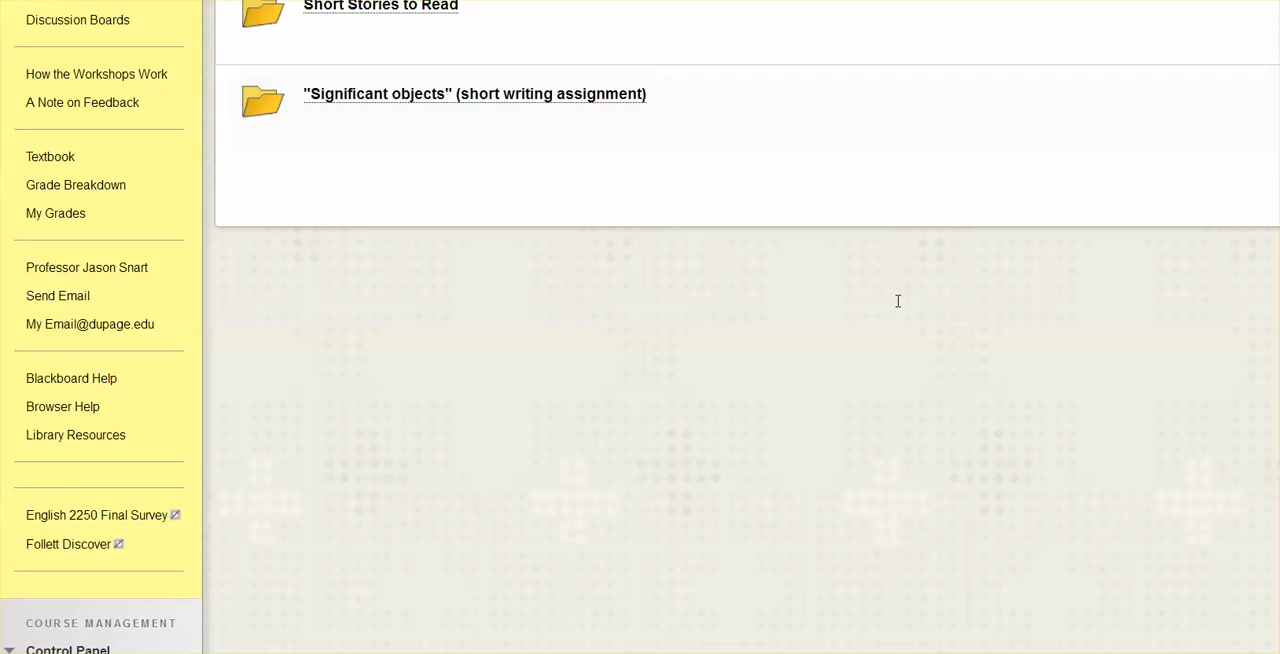 Discussion Boards
How the Workshops Work
A Note on Feedback
Textbook
Grade Breakdown
My Grades
Professor Jason Snart
Send Email
My Email@dupage.edu
Blackboard Help
Browser Help
Library Resources
English 2250 Final Survey
Follett Discover
COURSE MANAGEMENT
Control Panel
Short Stories to Read
"Significant objects" (short writing assignment)